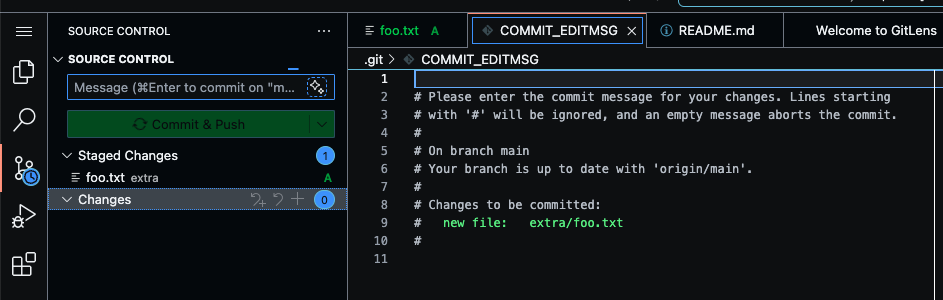 SOURCE CONTROL
SOURCE CONTROL
Message (⌘Enter to commit on "m...
Commit & Push
Staged Changes 1
foo.txt extra A
Changes 0
foo.txt A
COMMIT_EDITMSG
README.md
Welcome to GitLens
.git > COMMIT_EDITMSG
1
2 # Please enter the commit message for your changes. Lines starting
3 # with '#' will be ignored, and an empty message aborts the commit.
4 #
5 # On branch main
6 # Your branch is up to date with 'origin/main'.
7 #
8 # Changes to be committed:
9 # new file: extra/foo.txt
10 #
11